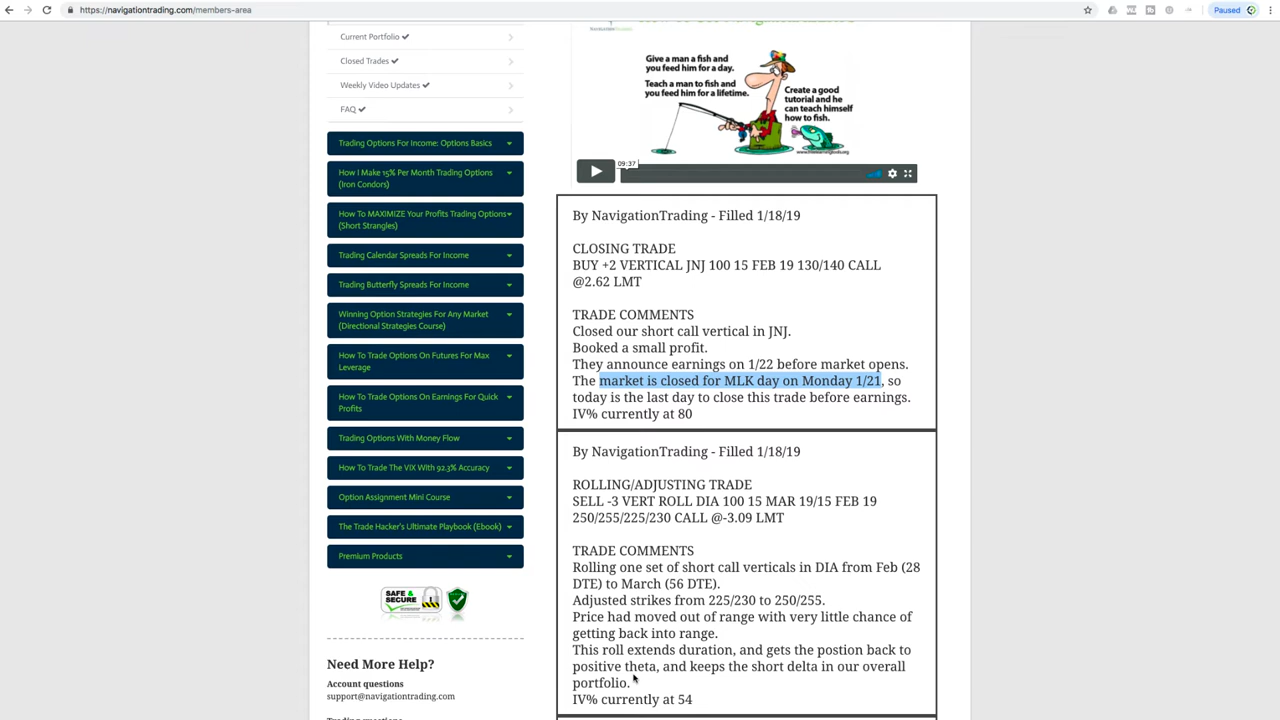 https://navigationtrading.com/members-area
Paused
Current Portfolio ✔
Closed Trades ✔
Weekly Video Updates ✔
FAQ ✔
Trading Options For Income: Options Basics
How I Make 15% Per Month Trading Options
(Iron Condors)
How To MAXIMIZE Your Profits Trading Options
(Short Strangles)
Trading Calendar Spreads For Income
Trading Butterfly Spreads For Income
Winning Option Strategies For Any Market
(Directional Strategies Course)
How To Trade Options On Futures For Max
Leverage
How To Trade Options On Earnings For Quick
Profits
Trading Options With Money Flow
How To Trade The VIX With 92.3% Accuracy
Option Assignment Mini Course
The Trade Hacker's Ultimate Playbook (Ebook)
Premium Products
SAFE &
SECURE
Need More Help?
Account questions
support@navigationtrading.com
Trading questions
Give a man a fish and
you feed him for a day.
Teach a man to fish and
you feed him for a lifetime.
Create a good
tutorial and he
can teach himself
how to fish.
09:37
By NavigationTrading - Filled 1/18/19
CLOSING TRADE
BUY +2 VERTICAL JNJ 100 15 FEB 19 130/140 CALL
@2.62 LMT
TRADE COMMENTS
Closed our short call vertical in JNJ.
Booked a small profit.
They announce earnings on 1/22 before market opens.
The market is closed for MLK day on Monday 1/21, so
today is the last day to close this trade before earnings.
IV% currently at 80
By NavigationTrading - Filled 1/18/19
ROLLING/ADJUSTING TRADE
SELL -3 VERT ROLL DIA 100 15 MAR 19/15 FEB 19
250/255/225/230 CALL @-3.09 LMT
TRADE COMMENTS
Rolling one set of short call verticals in DIA from Feb (28
DTE) to March (56 DTE).
Adjusted strikes from 225/230 to 250/255.
Price had moved out of range with very little chance of
getting back into range.
This roll extends duration, and gets the postion back to
positive theta, and keeps the short delta in our overall
portfolio.
IV% currently at 54